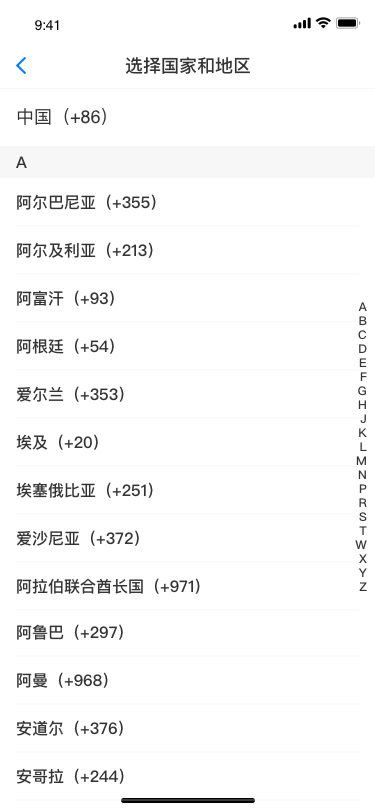 9:41
选择国家和地区
中国（+86）
A
阿尔巴尼亚（+355）
阿尔及利亚（+213）
阿富汗（+93）
阿根廷（+54）
爱尔兰（+353）
埃及（+20）
埃塞俄比亚（+251）
爱沙尼亚（+372）
阿拉伯联合酋长国（+971）
阿鲁巴（+297）
阿曼（+968）
安道尔（+376）
安哥拉（+244）
A
B
C
D
E
F
G
H
J
K
L
M
N
P
R
S
T
W
X
Y
Z